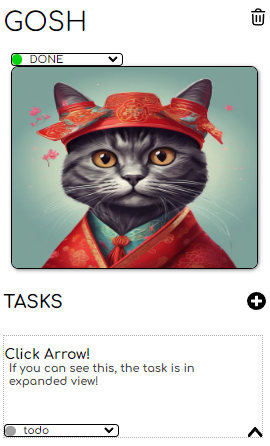 GOSH
DONE
TASKS
Click Arrow!
If you can see this, the task is in
expanded view!
todo